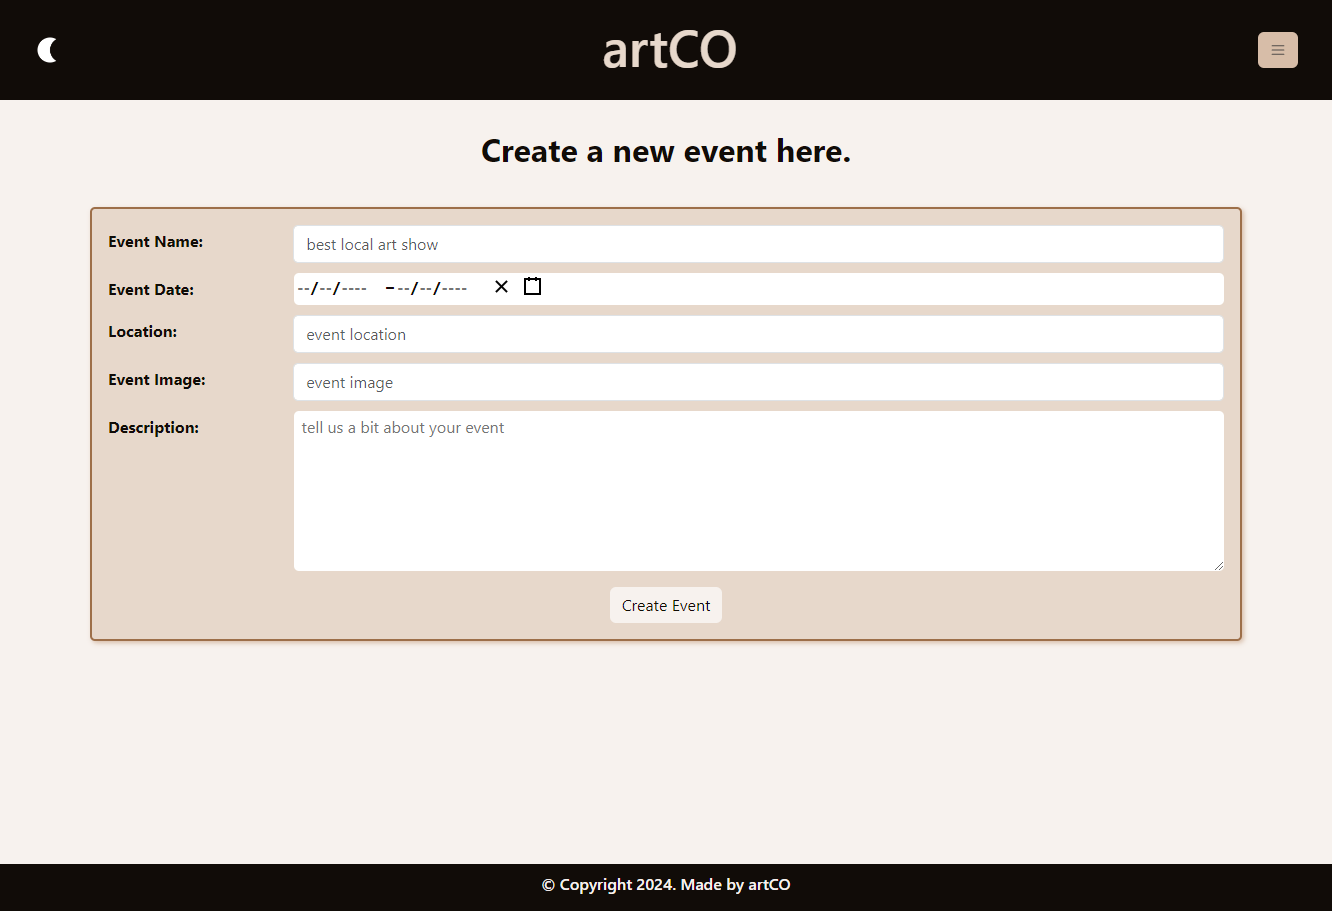 artCO
Create a new event here.
Event Name: best local art show
Event Date: --/--/---- – --/--/----
Location: event location
Event Image: event image
Description: tell us a bit about your event
Create Event
© Copyright 2024. Made by artCO